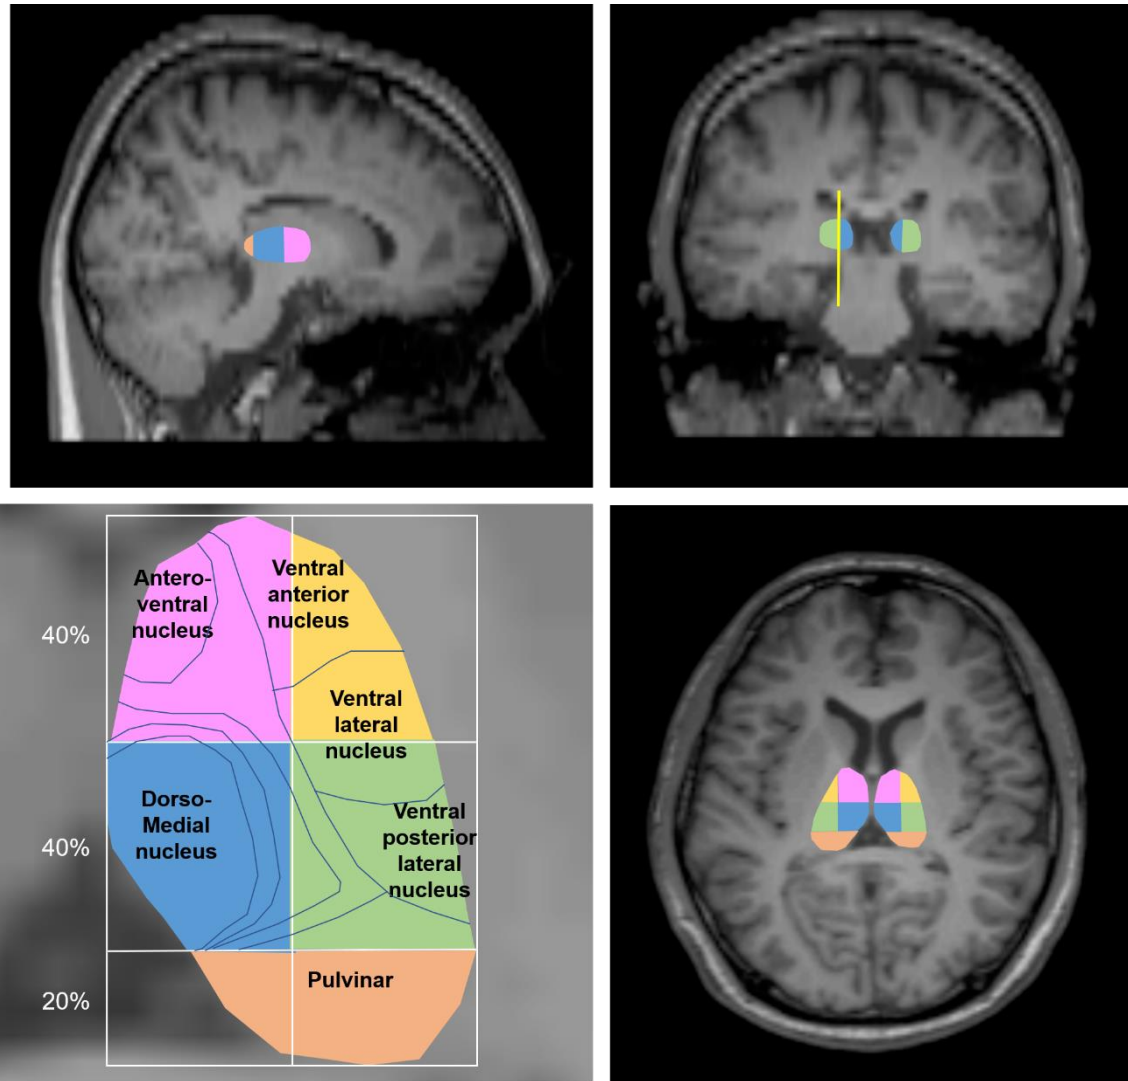 Antero-
ventral
nucleus
Ventral
anterior
nucleus
40%
Ventral
lateral
nucleus
Dorso-
Medial
nucleus
Ventral
posterior
lateral
nucleus
40%
Pulvinar
20%